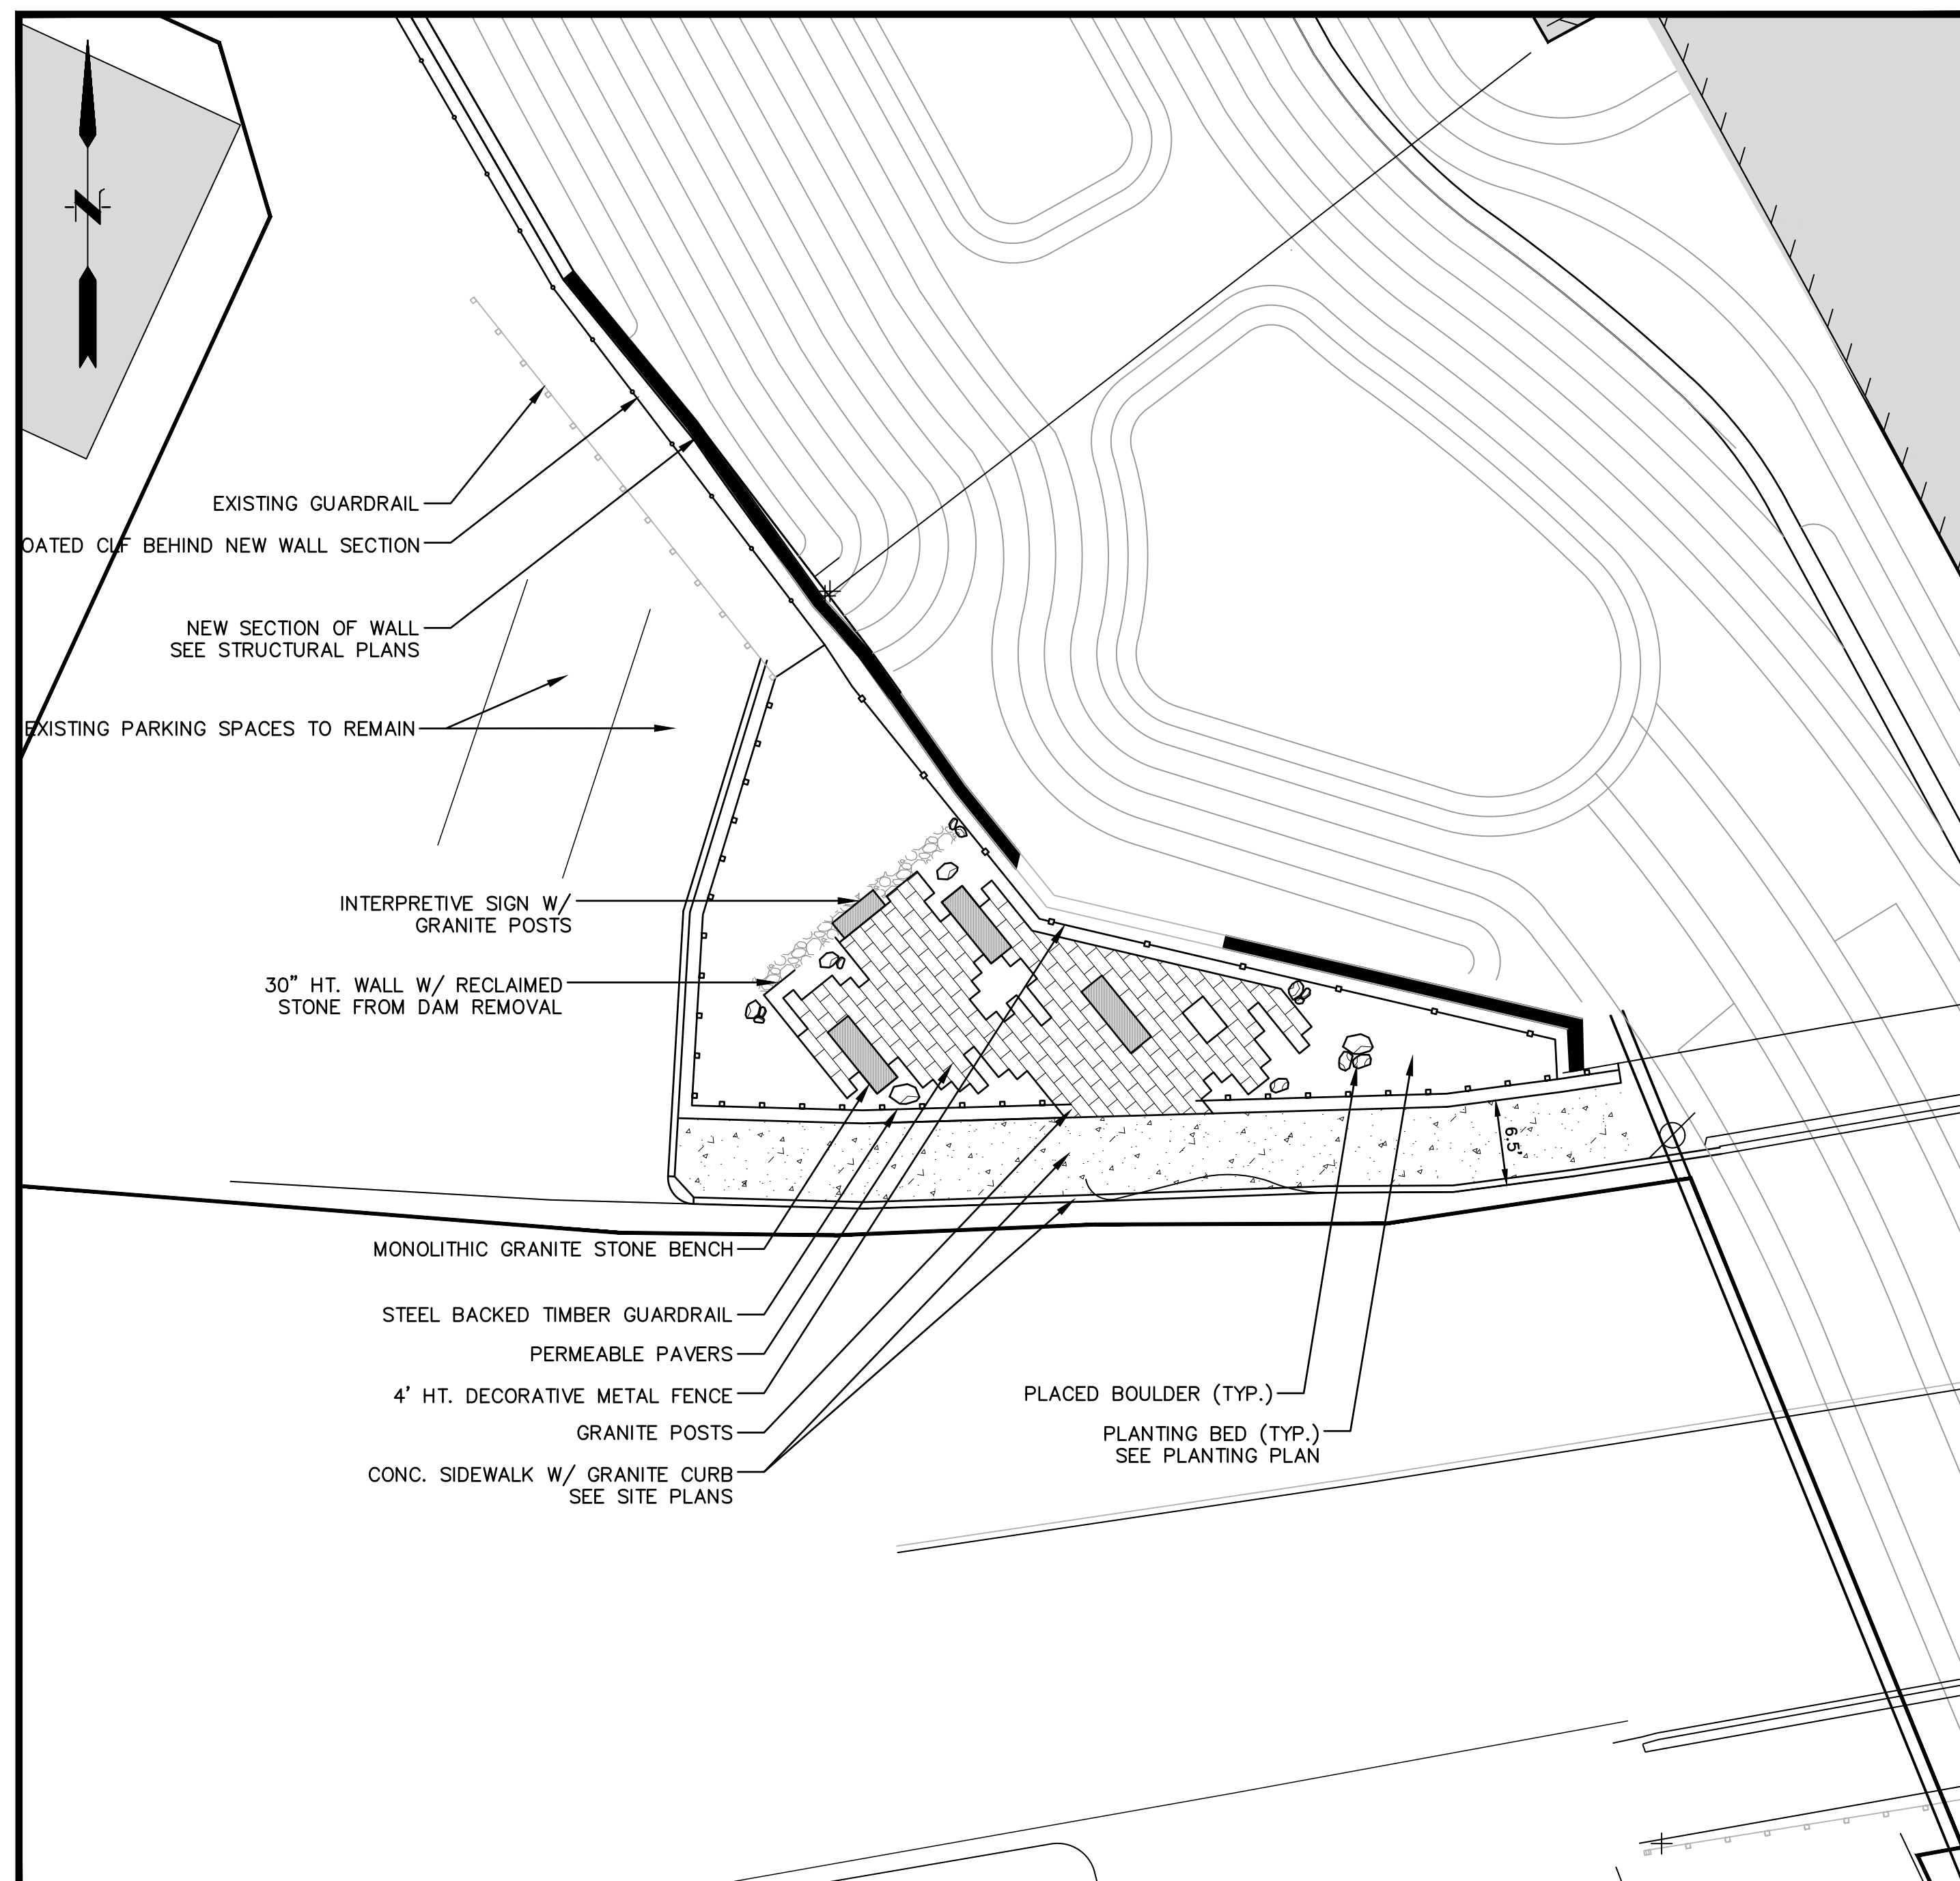 EXISTING GUARDRAIL
OATED CLF BEHIND NEW WALL SECTION
NEW SECTION OF WALL
SEE STRUCTURAL PLANS
EXISTING PARKING SPACES TO REMAIN
INTERPRETIVE SIGN W/
GRANITE POSTS
30" HT. WALL W/ RECLAIMED
STONE FROM DAM REMOVAL
6.5'
MONOLITHIC GRANITE STONE BENCH
STEEL BACKED TIMBER GUARDRAIL
PERMEABLE PAVERS
4' HT. DECORATIVE METAL FENCE
GRANITE POSTS
CONC. SIDEWALK W/ GRANITE CURB
SEE SITE PLANS
PLACED BOULDER (TYP.)
PLANTING BED (TYP.)
SEE PLANTING PLAN